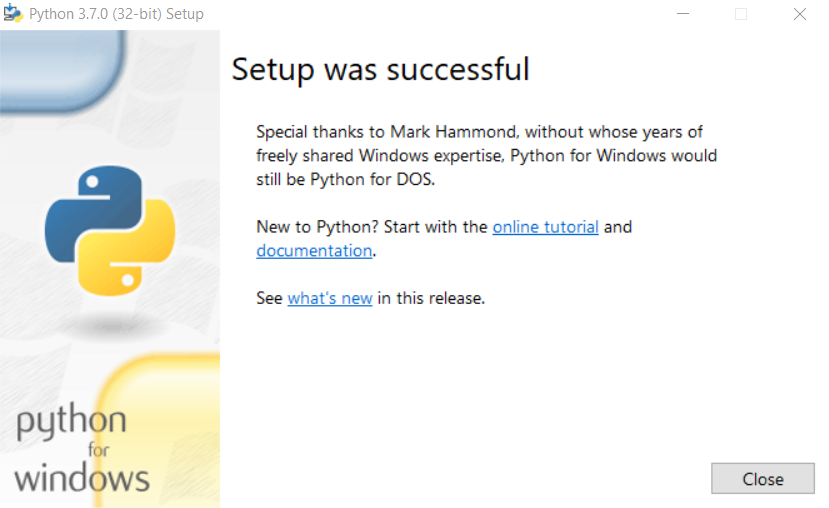 Python 3.7.0 (32-bit) Setup
Setup was successful
Special thanks to Mark Hammond, without whose years of
freely shared Windows expertise, Python for Windows would
still be Python for DOS.
New to Python? Start with the online tutorial and
documentation.
See what's new in this release.
python
for
windows
Close